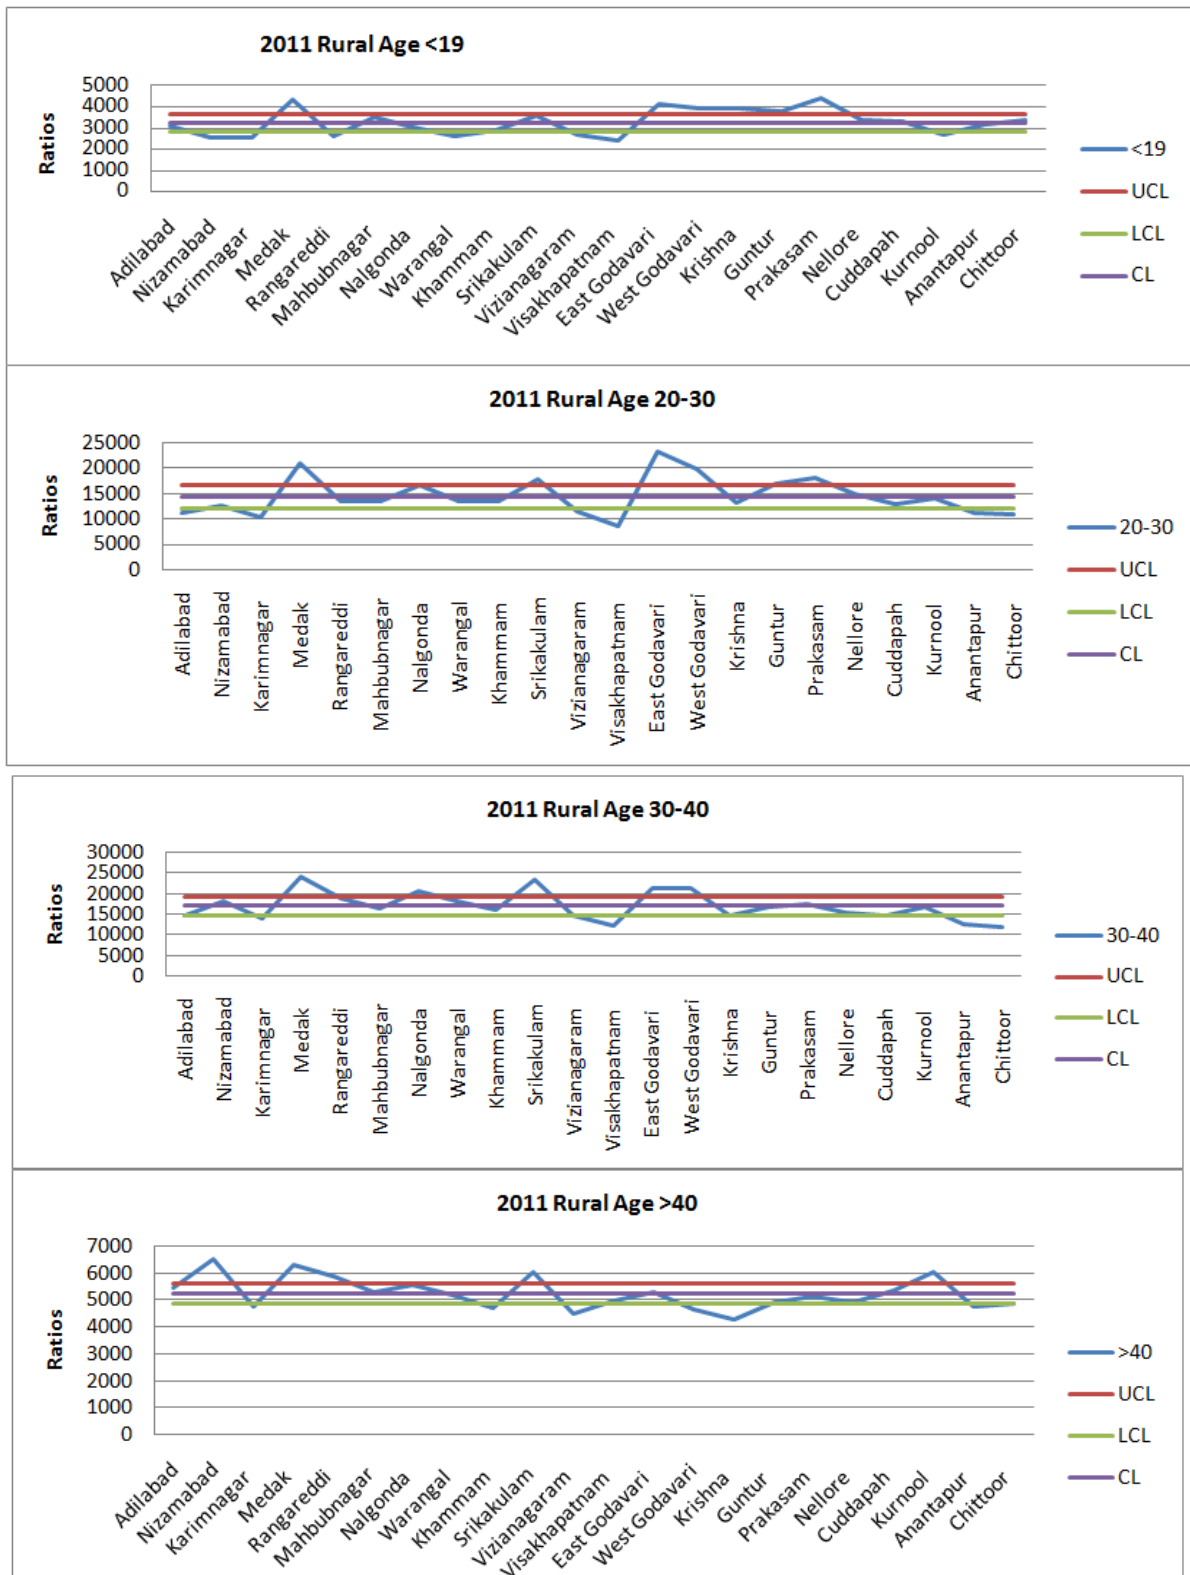 2011 Rural Age <19
5000
4000
3000
2000
1000
0
Ratios
Adilabad
Nizamabad
Karimnagar
Medak
Rangareddi
Mahbubnagar
Nalgonda
Warangal
Khammam
Srikakulam
Vizianagaram
Visakhapatnam
East Godavari
West Godavari
Krishna
Guntur
Prakasam
Nellore
Cuddapah
Kurnool
Anantapur
Chittoor
<19
UCL
LCL
CL
2011 Rural Age 20-30
25000
20000
15000
10000
5000
0
Ratios
Adilabad
Nizamabad
Karimnagar
Medak
Rangareddi
Mahbubnagar
Nalgonda
Warangal
Khammam
Srikakulam
Vizianagaram
Visakhapatnam
East Godavari
West Godavari
Krishna
Guntur
Prakasam
Nellore
Cuddapah
Kurnool
Anantapur
Chittoor
20-30
UCL
LCL
CL
2011 Rural Age 30-40
30000
25000
20000
15000
10000
5000
0
Ratios
Adilabad
Nizamabad
Karimnagar
Medak
Rangareddi
Mahbubnagar
Nalgonda
Warangal
Khammam
Srikakulam
Vizianagaram
Visakhapatnam
East Godavari
West Godavari
Krishna
Guntur
Prakasam
Nellore
Cuddapah
Kurnool
Anantapur
Chittoor
30-40
UCL
LCL
CL
2011 Rural Age >40
7000
6000
5000
4000
3000
2000
1000
0
Ratios
Adilabad
Nizamabad
Karimnagar
Medak
Rangareddi
Mahbubnagar
Nalgonda
Warangal
Khammam
Srikakulam
Vizianagaram
Visakhapatnam
East Godavari
West Godavari
Krishna
Guntur
Prakasam
Nellore
Cuddapah
Kurnool
Anantapur
Chittoor
>40
UCL
LCL
CL